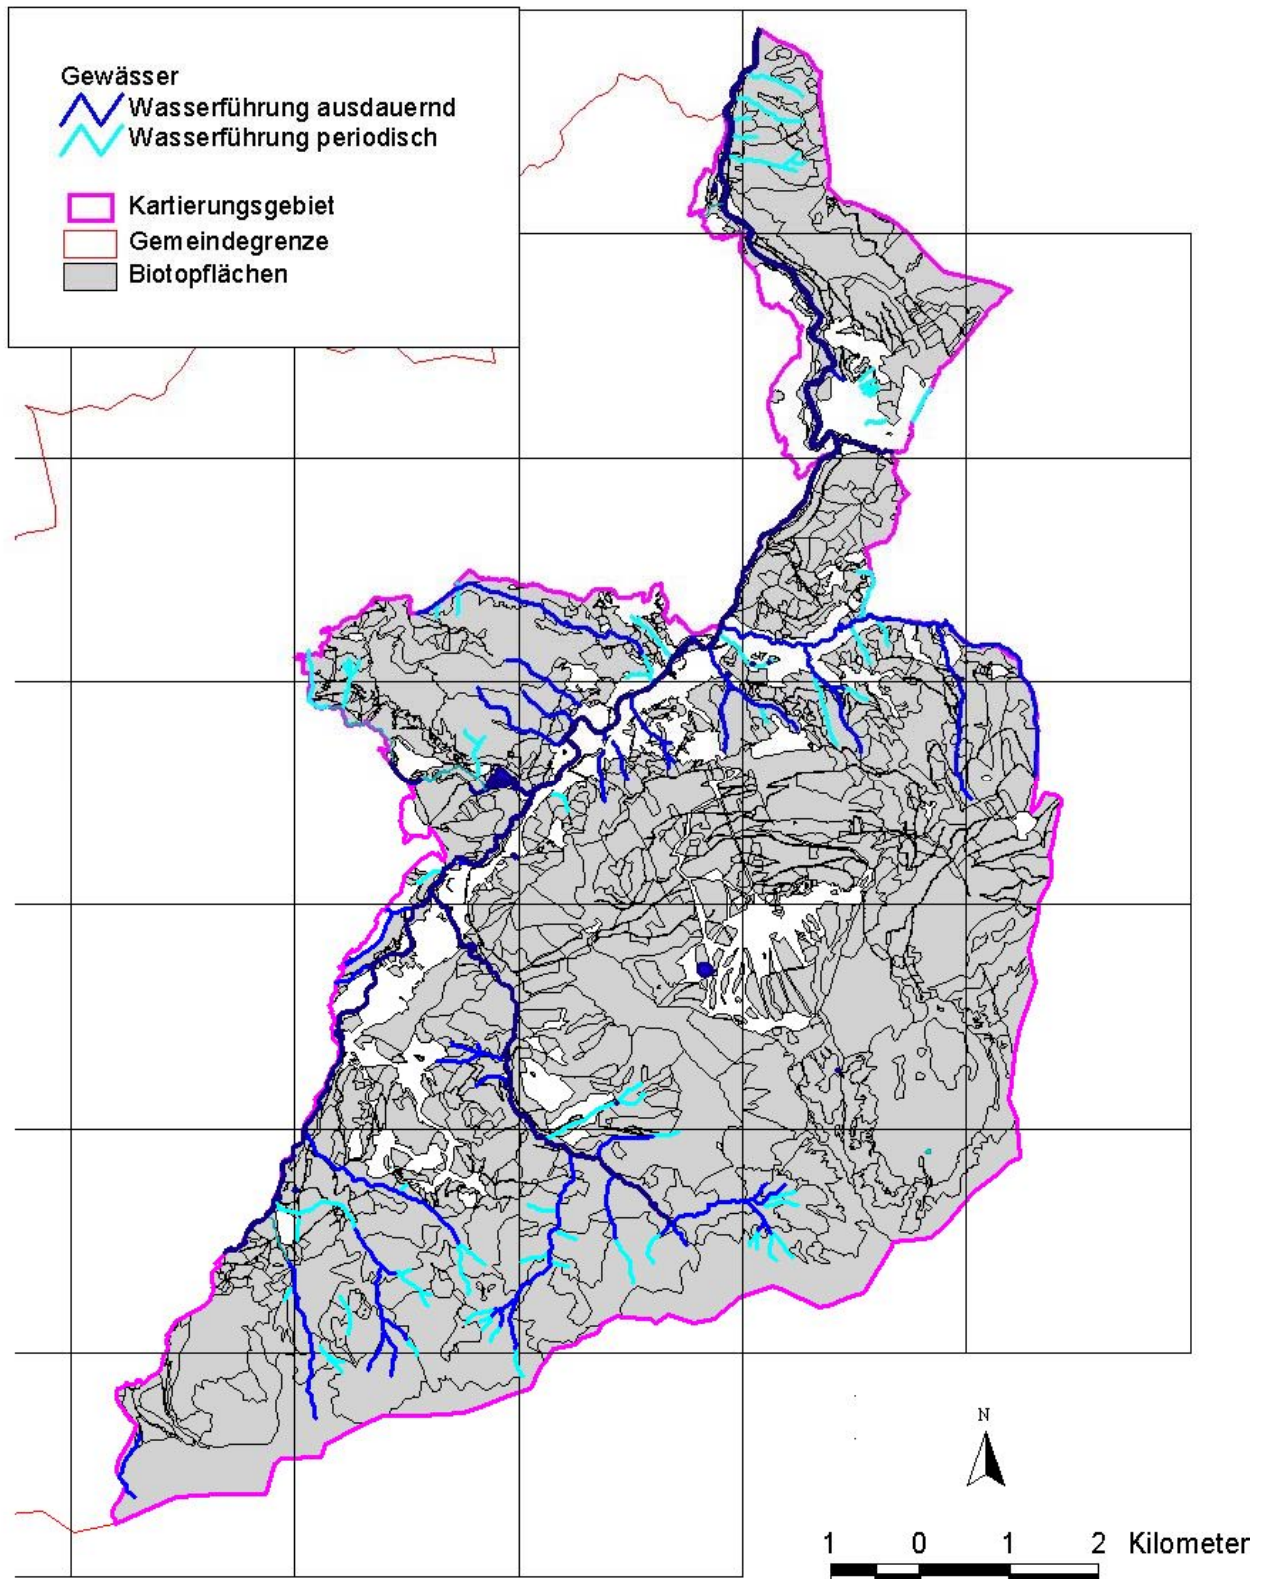 Gewässer
Wasserführung ausdauernd
Wasserführung periodisch
Kartierungsgebiet
Gemeindegrenze
Biotopflächen
N
1 0 1 2 Kilometer